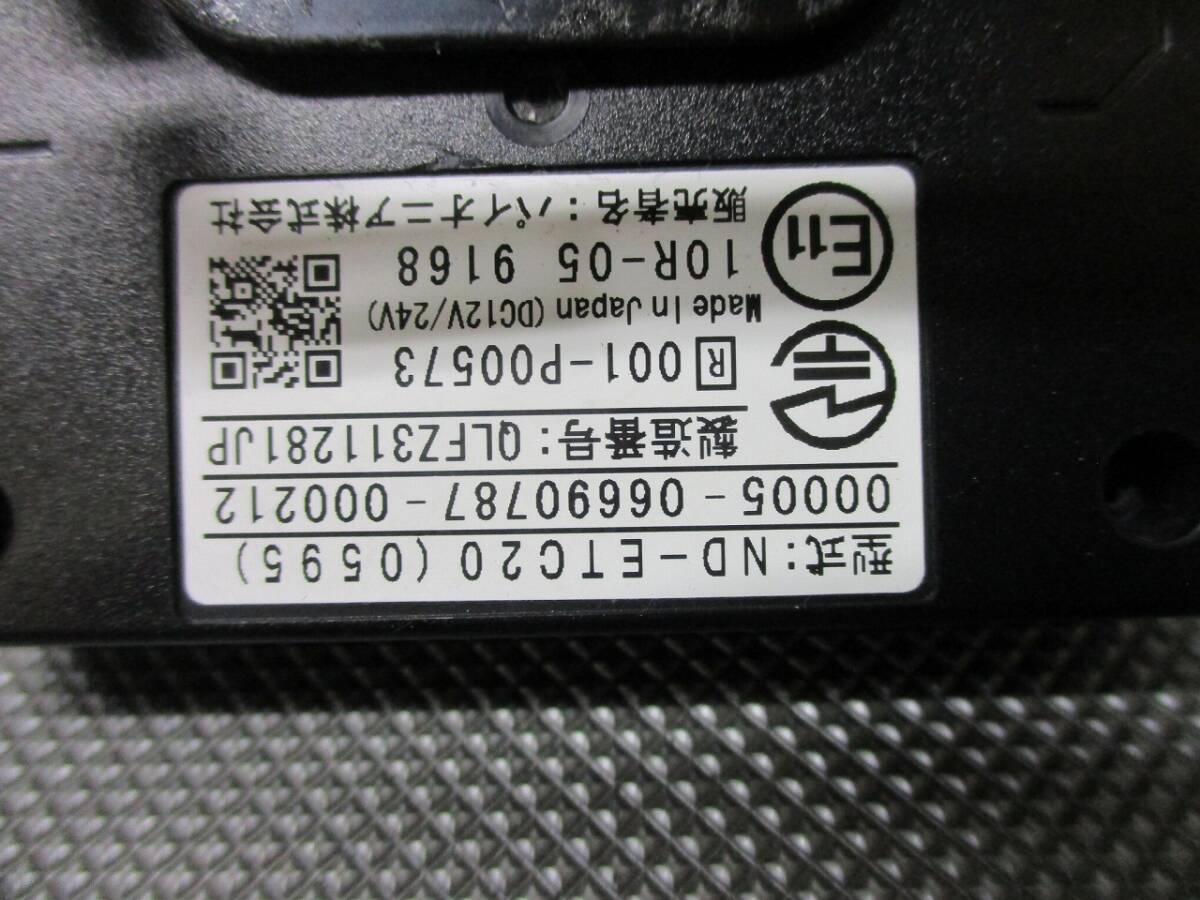 型式:ND-ETC20(0595)
00005-06690787-000212
製造番号:QLFZ311281JP
R 001-P00573
Made In Japan (DC12V/24V)
10R-05 9168
E11
販売者名:パイオニア株式会社